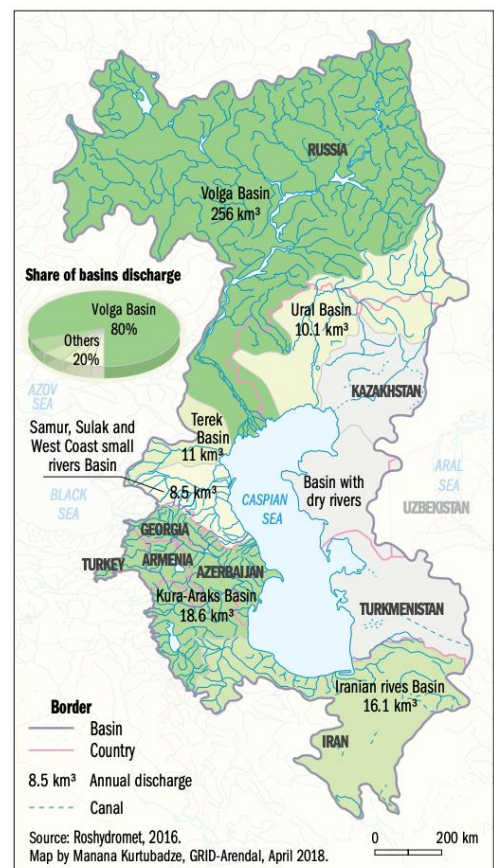 RUSSIA
Volga Basin
256 km³
Share of basins discharge
Volga Basin
80%
Others
20%
Ural Basin
10.1 km³
KAZAKHSTAN
AZOV
SEA
Terek
Basin
11 km³
Samur, Sulak and
West Coast small
rivers Basin
8.5 km³
CASPIAN
SEA
Basin with
dry rivers
ARAL
SEA
UZBEKISTAN
BLACK
SEA
GEORGIA
TURKEY
ARMENIA
AZERBAIJAN
Kura-Araks Basin
18.6 km³
TURKMENISTAN
Iranian rives Basin
16.1 km³
IRAN
Border
Basin
Country
8.5 km³ Annual discharge
Canal
Source: Roshydromet, 2016.
Map by Manana Kurtubadze, GRID-Arendal, April 2018.
0 200 km